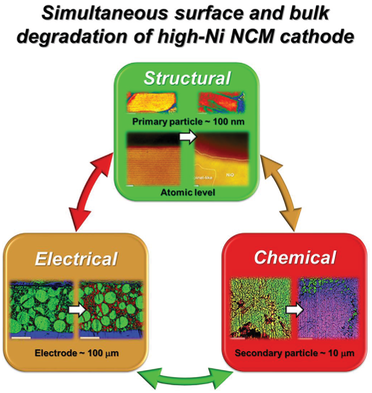 Simultaneous surface and bulk
degradation of high-Ni NCM cathode
Structural
Primary particle ~ 100 nm
Atomic level
Electrical
Electrode ~ 100 μm
Chemical
Secondary particle ~ 10 μm